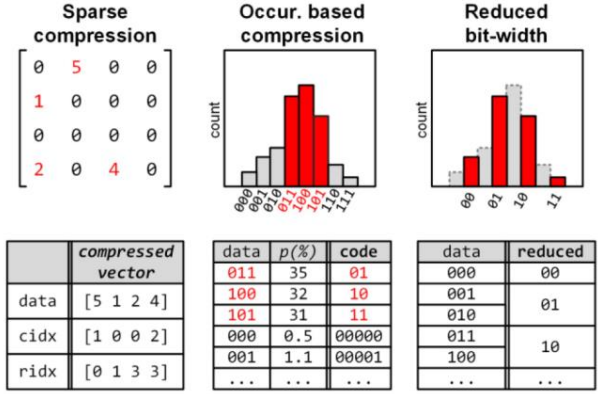 Sparse
compression
0 5 0 0
1 0 0 0
0 0 0 0
2 0 4 0
Occur. based
compression
count
000 001 010 011 100 101 110 111
Reduced
bit-width
count
00 01 10 11
compressed
vector
data [5 1 2 4]
cidx [1 0 0 2]
ridx [0 1 3 3]
data p(%) code
011 35 01
100 32 10
101 31 11
000 0.5 00000
001 1.1 00001
... ... ...
data reduced
000 00
001
01
010
011
10
100
... ...